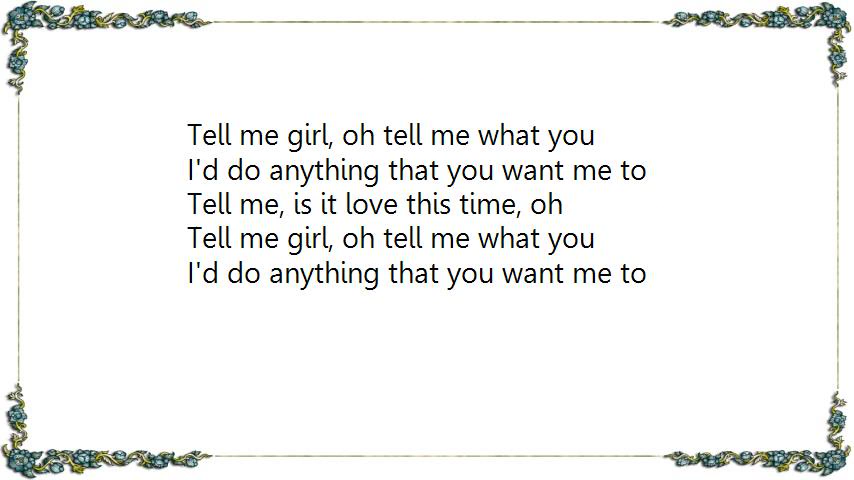 Tell me girl, oh tell me what you
I'd do anything that you want me to
Tell me, is it love this time, oh
Tell me girl, oh tell me what you
I'd do anything that you want me to